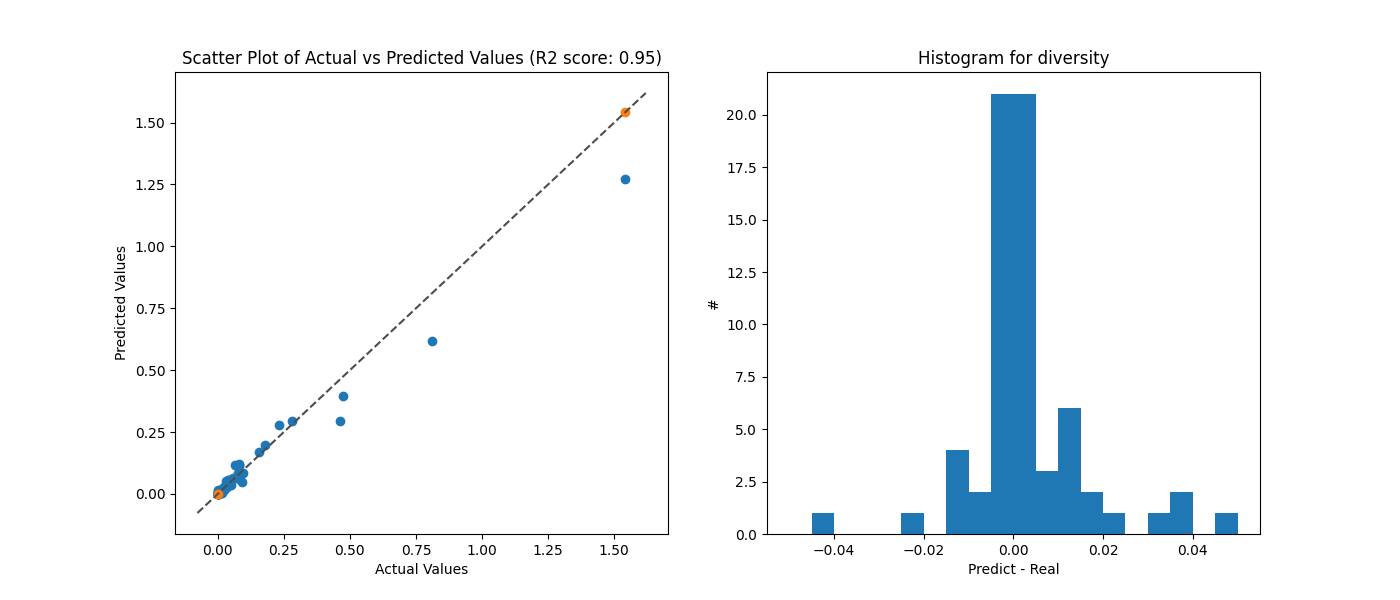 Scatter Plot of Actual vs Predicted Values (R2 score: 0.95)
1.50
1.25
1.00
0.75
0.50
0.25
0.00
Predicted Values
0.00 0.25 0.50 0.75 1.00 1.25 1.50
Actual Values
Histogram for diversity
20.0
17.5
15.0
12.5
10.0
7.5
5.0
2.5
0.0
#
−0.04 −0.02 0.00 0.02 0.04
Predict - Real